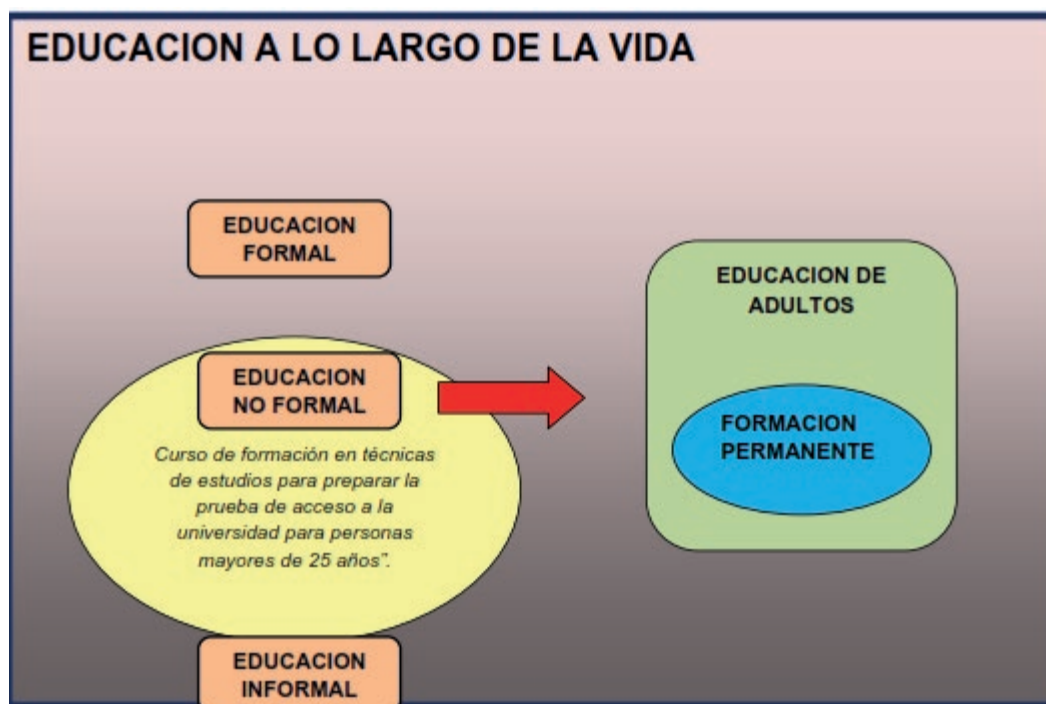 EDUCACION A LO LARGO DE LA VIDA
EDUCACION
FORMAL
EDUCACION
NO FORMAL
Curso de formación en técnicas
de estudios para preparar la
prueba de acceso a la
universidad para personas
mayores de 25 años”.
EDUCACION
INFORMAL
EDUCACION DE
ADULTOS
FORMACION
PERMANENTE